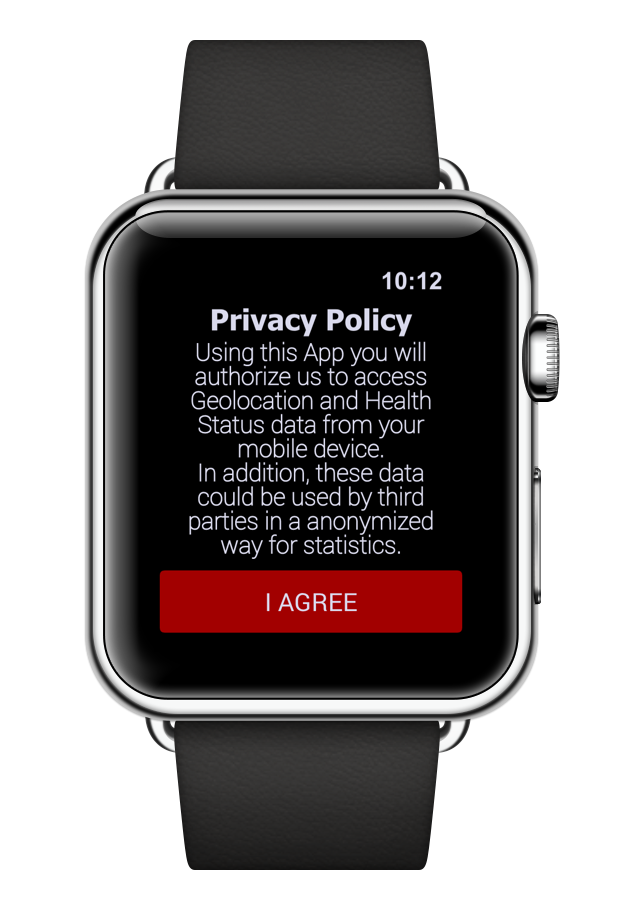 10:12
Privacy Policy
Using this App you will
authorize us to access
Geolocation and Health
Status data from your
mobile device.
In addition, these data
could be used by third
parties in a anonymized
way for statistics.
I AGREE